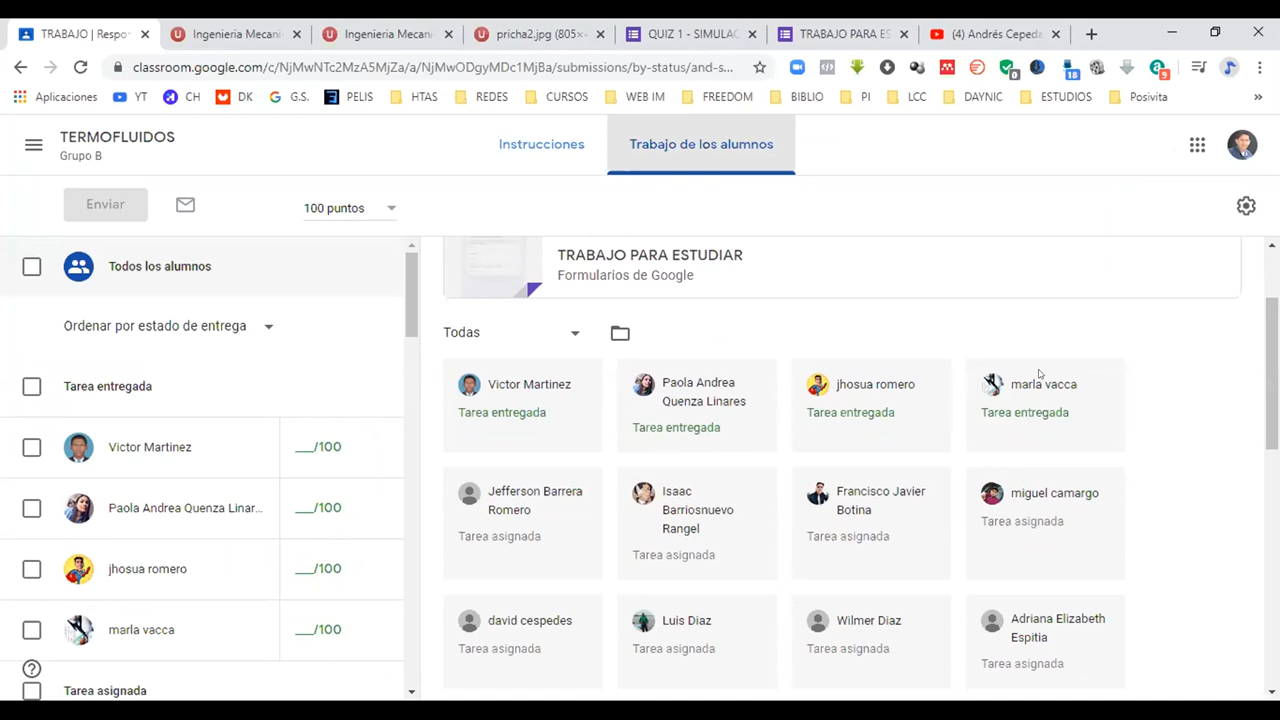 TRABAJO | Respo
Ingenieria Mecani
Ingenieria Mecani
pricha2.jpg (805×
QUIZ 1 - SIMULAC
TRABAJO PARA ES
(4) Andrés Cepeda
classroom.google.com/c/NjMwNTc2MzA5MjZa/a/NjMwODgyMDc1MjBa/submissions/by-status/and-s...
0
18
9
Aplicaciones
YT
CH
DK
G.S.
PELIS
HTAS
REDES
CURSOS
WEB IM
FREEDOM
BIBLIO
PI
LCC
DAYNIC
ESTUDIOS
Posivita
»
TERMOFLUIDOS
Grupo B
Instrucciones
Trabajo de los alumnos
Enviar
100 puntos
Todos los alumnos
Ordenar por estado de entrega
Tarea entregada
Victor Martinez
___/100
Paola Andrea Quenza Linar...
___/100
jhosua romero
___/100
marla vacca
___/100
Tarea asignada
TRABAJO PARA ESTUDIAR
Formularios de Google
Todas
Victor Martinez
Tarea entregada
Paola Andrea
Quenza Linares
Tarea entregada
jhosua romero
Tarea entregada
marla vacca
Tarea entregada
Jefferson Barrera
Romero
Tarea asignada
Isaac
Barriosnuevo
Rangel
Tarea asignada
Francisco Javier
Botina
Tarea asignada
miguel camargo
Tarea asignada
david cespedes
Tarea asignada
Luis Diaz
Tarea asignada
Wilmer Diaz
Tarea asignada
Adriana Elizabeth
Espitia
Tarea asignada